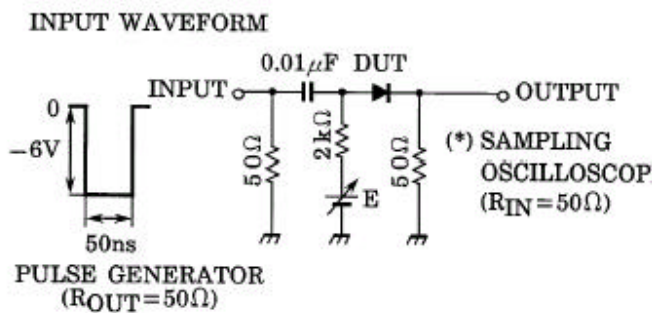 INPUT WAVEFORM
0.01μF DUT
INPUT
OUTPUT
0
−6V
50Ω
2kΩ
E
50Ω
(*) SAMPLING
OSCILLOSCOPE
(RIN=50Ω)
50ns
PULSE GENERATOR
(ROUT=50Ω)